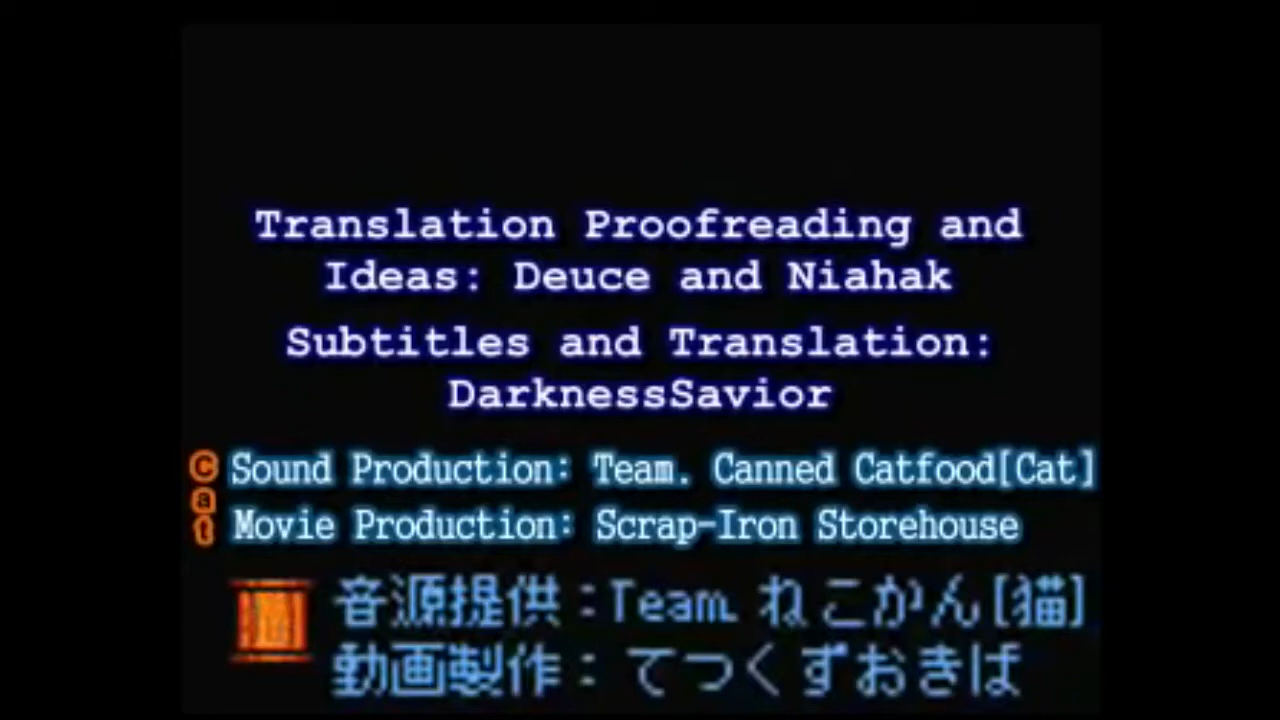 Translation Proofreading and
Ideas: Deuce and Niahak
Subtitles and Translation:
DarknessSavior
Cat
Sound Production: Team. Canned Catfood[Cat]
Movie Production: Scrap-Iron Storehouse
音源提供:Team.ねこかん[猫]
動画製作:てつくずおきば